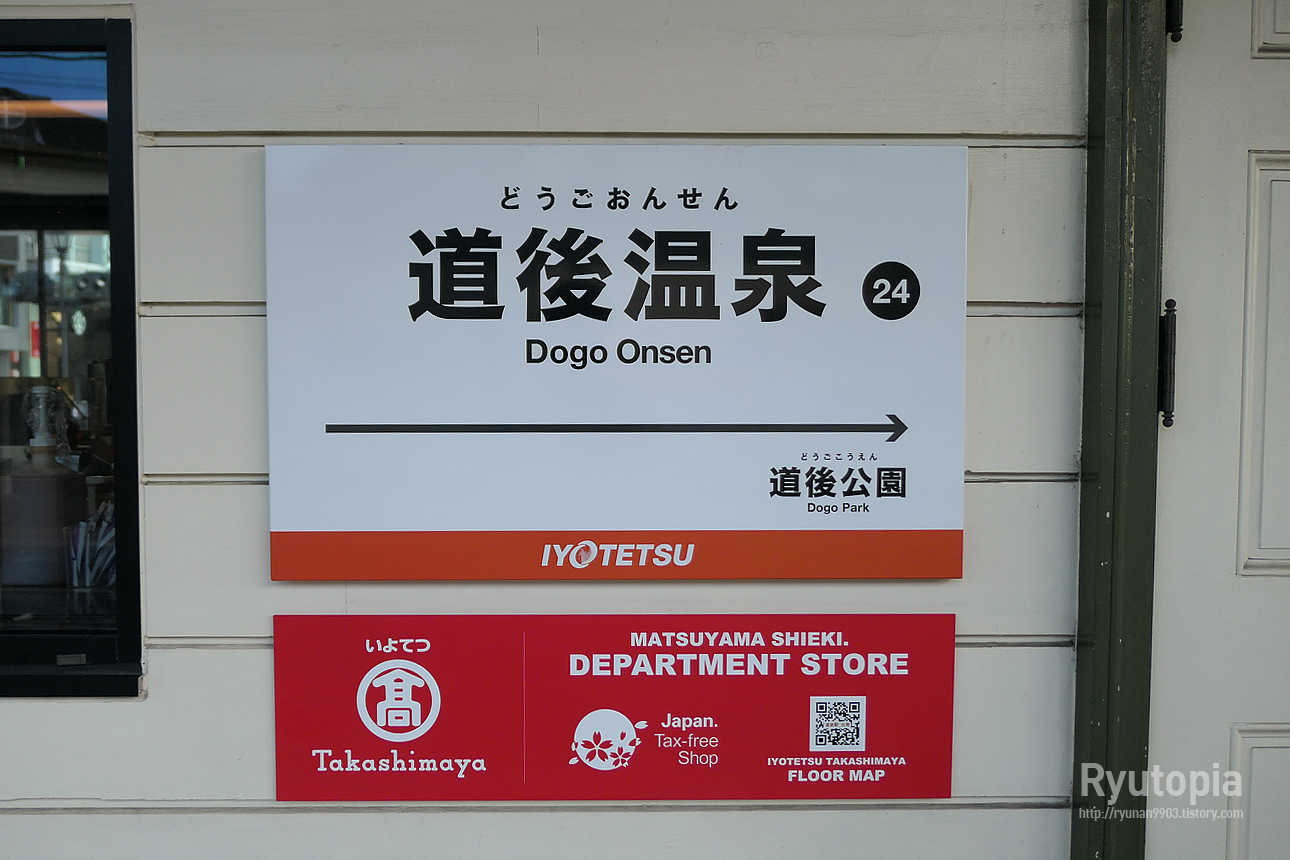 どうごおんせん
道後温泉 24
Dogo Onsen
どうごこうえん
道後公園
Dogo Park
IYOTETSU
いよてつ
髙
Takashimaya
MATSUYAMA SHIEKI.
DEPARTMENT STORE
Japan.
Tax-free
Shop
IYOTETSU TAKASHIMAYA
FLOOR MAP
Ryutopia
http://ryunan9903.tistory.com